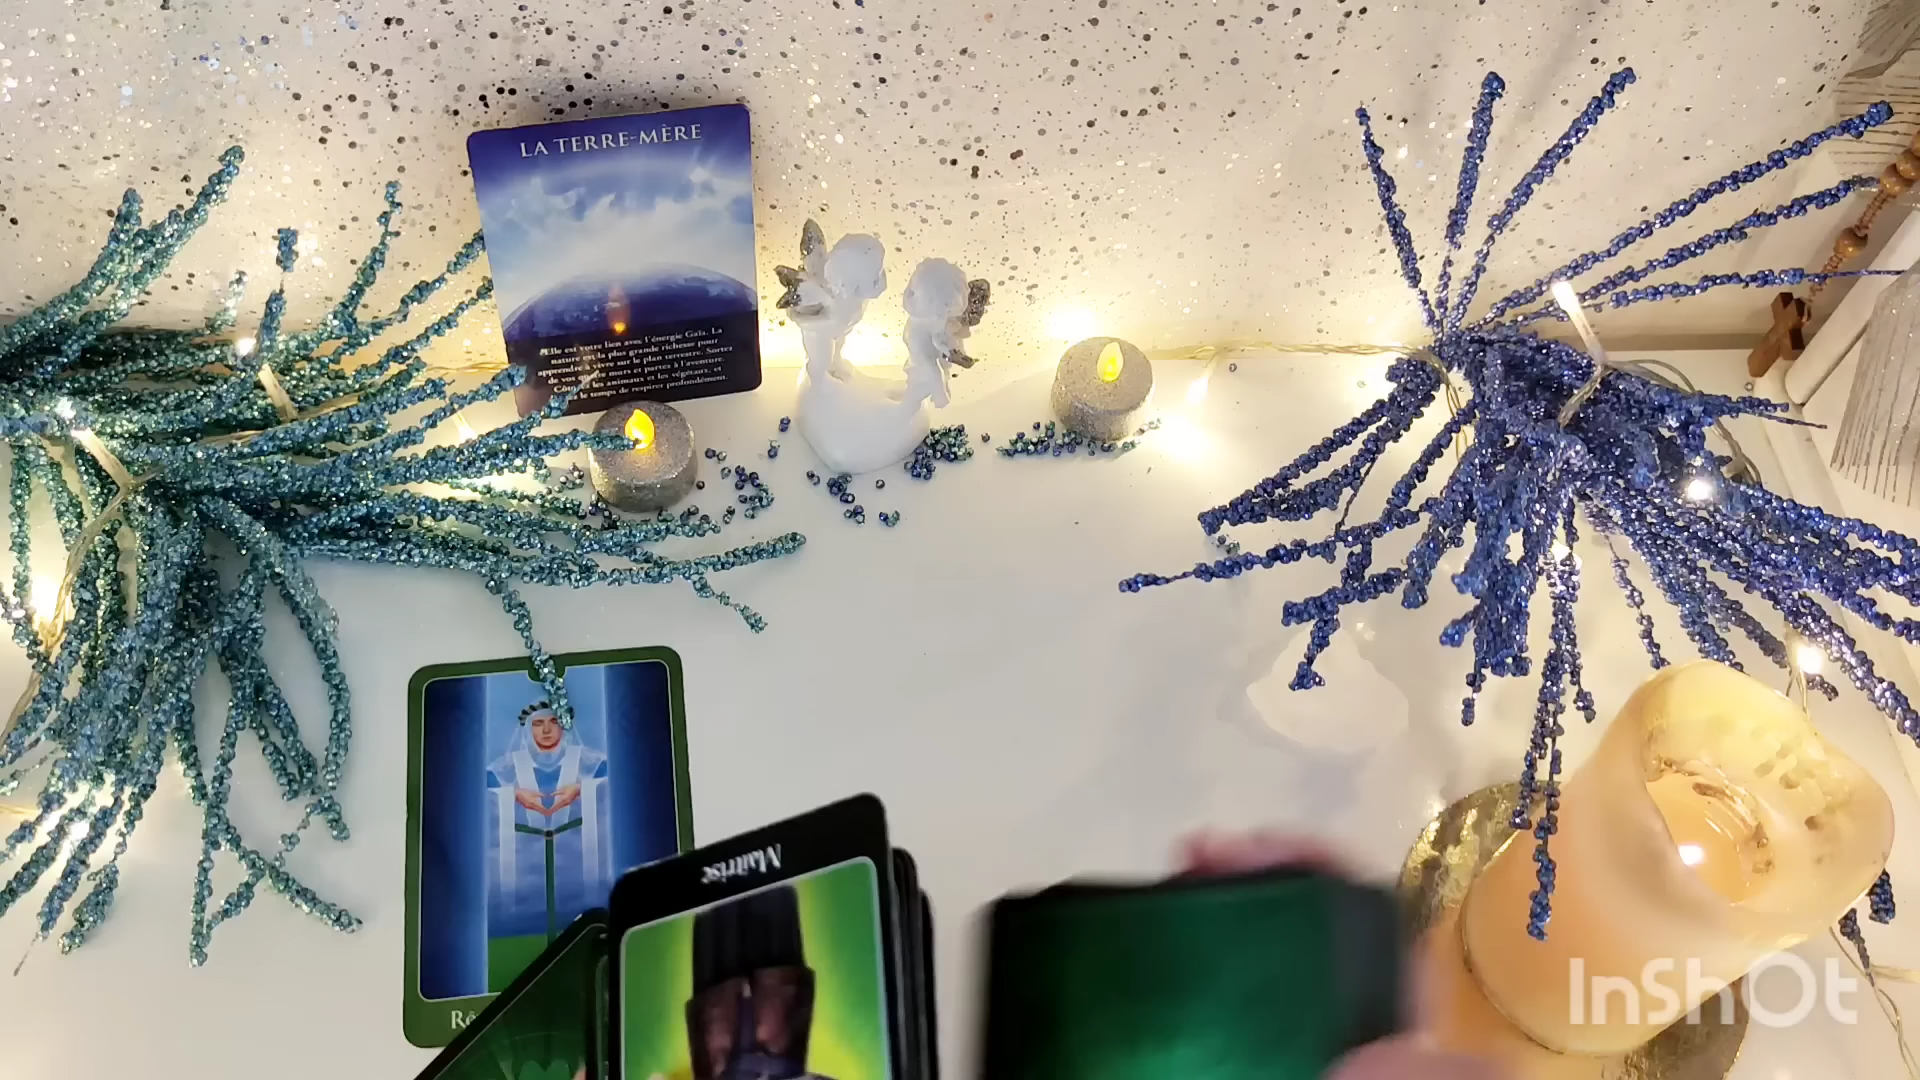 LA TERRE-MÈRE
Elle est votre lien avec l'énergie Gaïa. La
nature est la plus grande richesse pour
apprendre à vivre sur le plan terrestre. Sortez
de vos quatre murs et partez à l'aventure.
Côtoyez les animaux et les végétaux, et
le temps de respirer profondément.
Maîtrise
Ré
InShOt